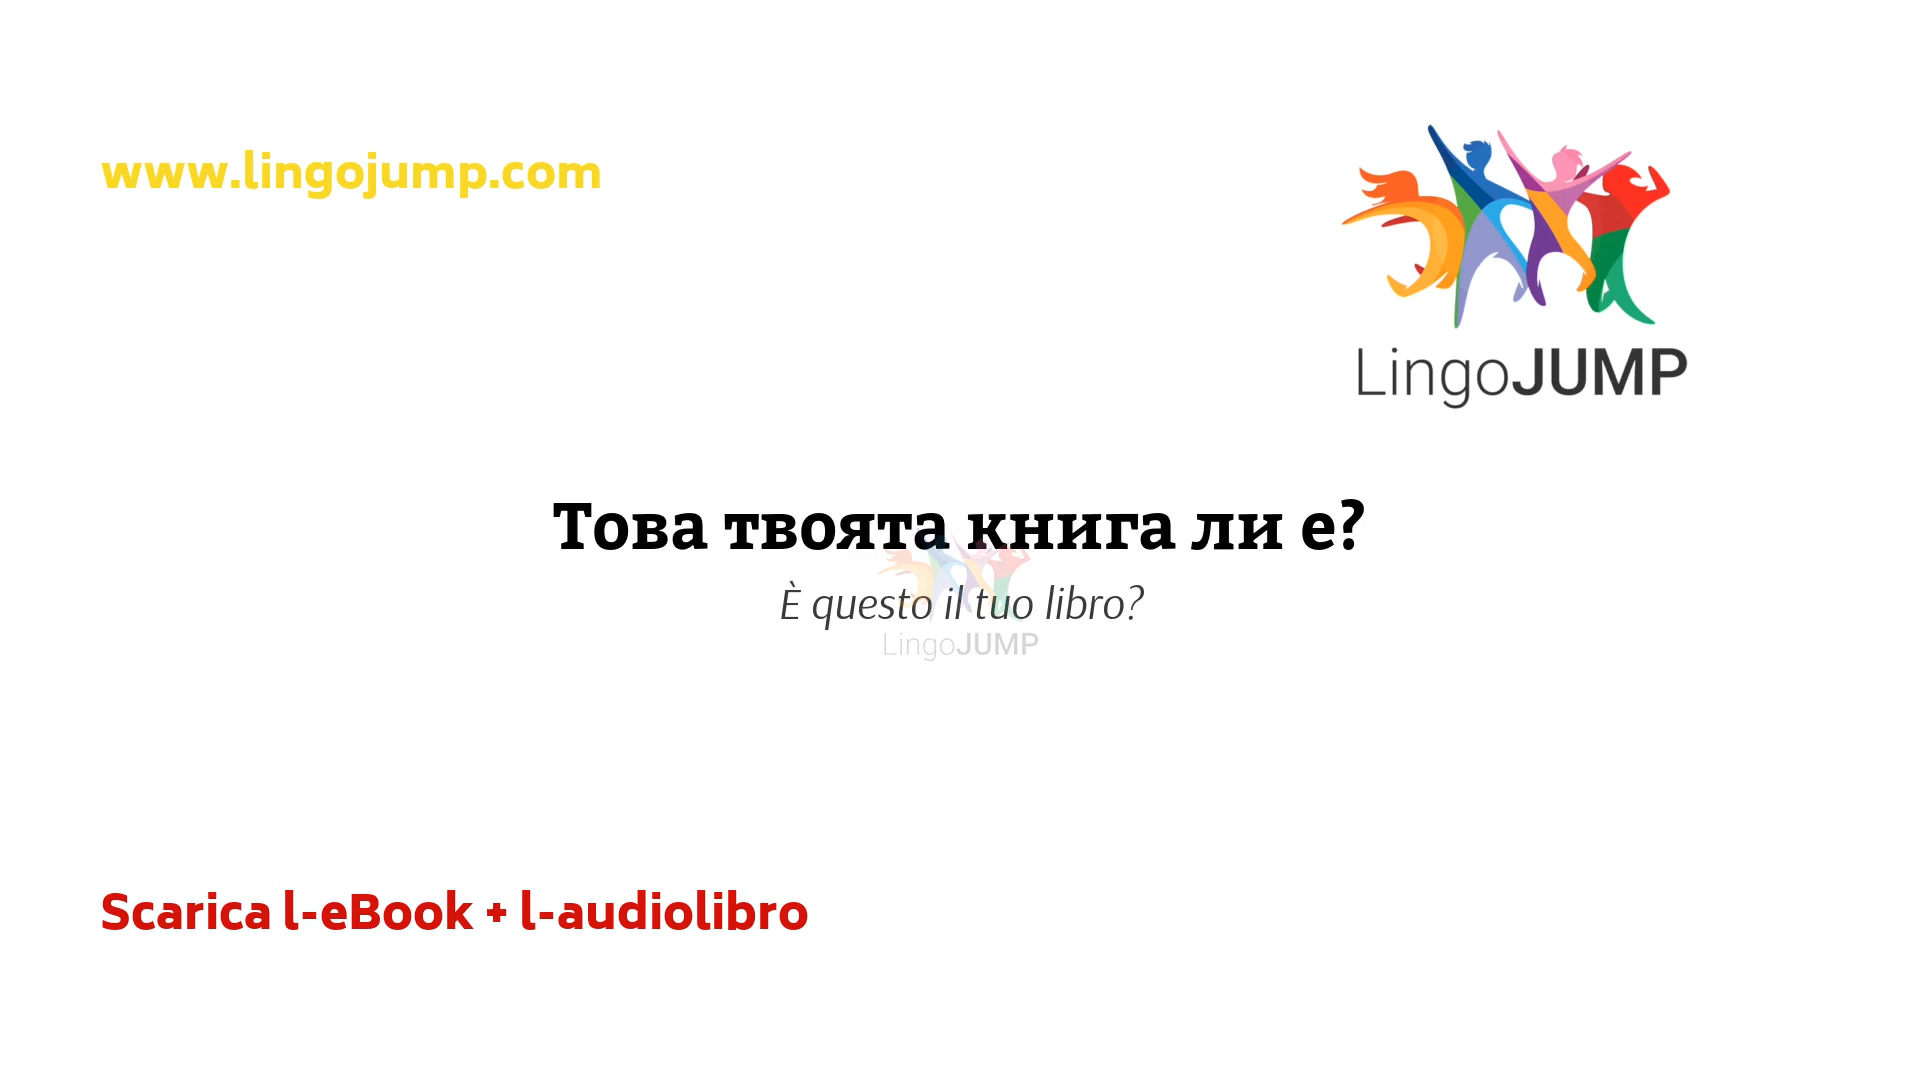 www.lingojump.com
LingoJUMP
Това твоята книга ли е?
È questo il tuo libro?
LingoJUMP
Scarica l-eBook + l-audiolibro